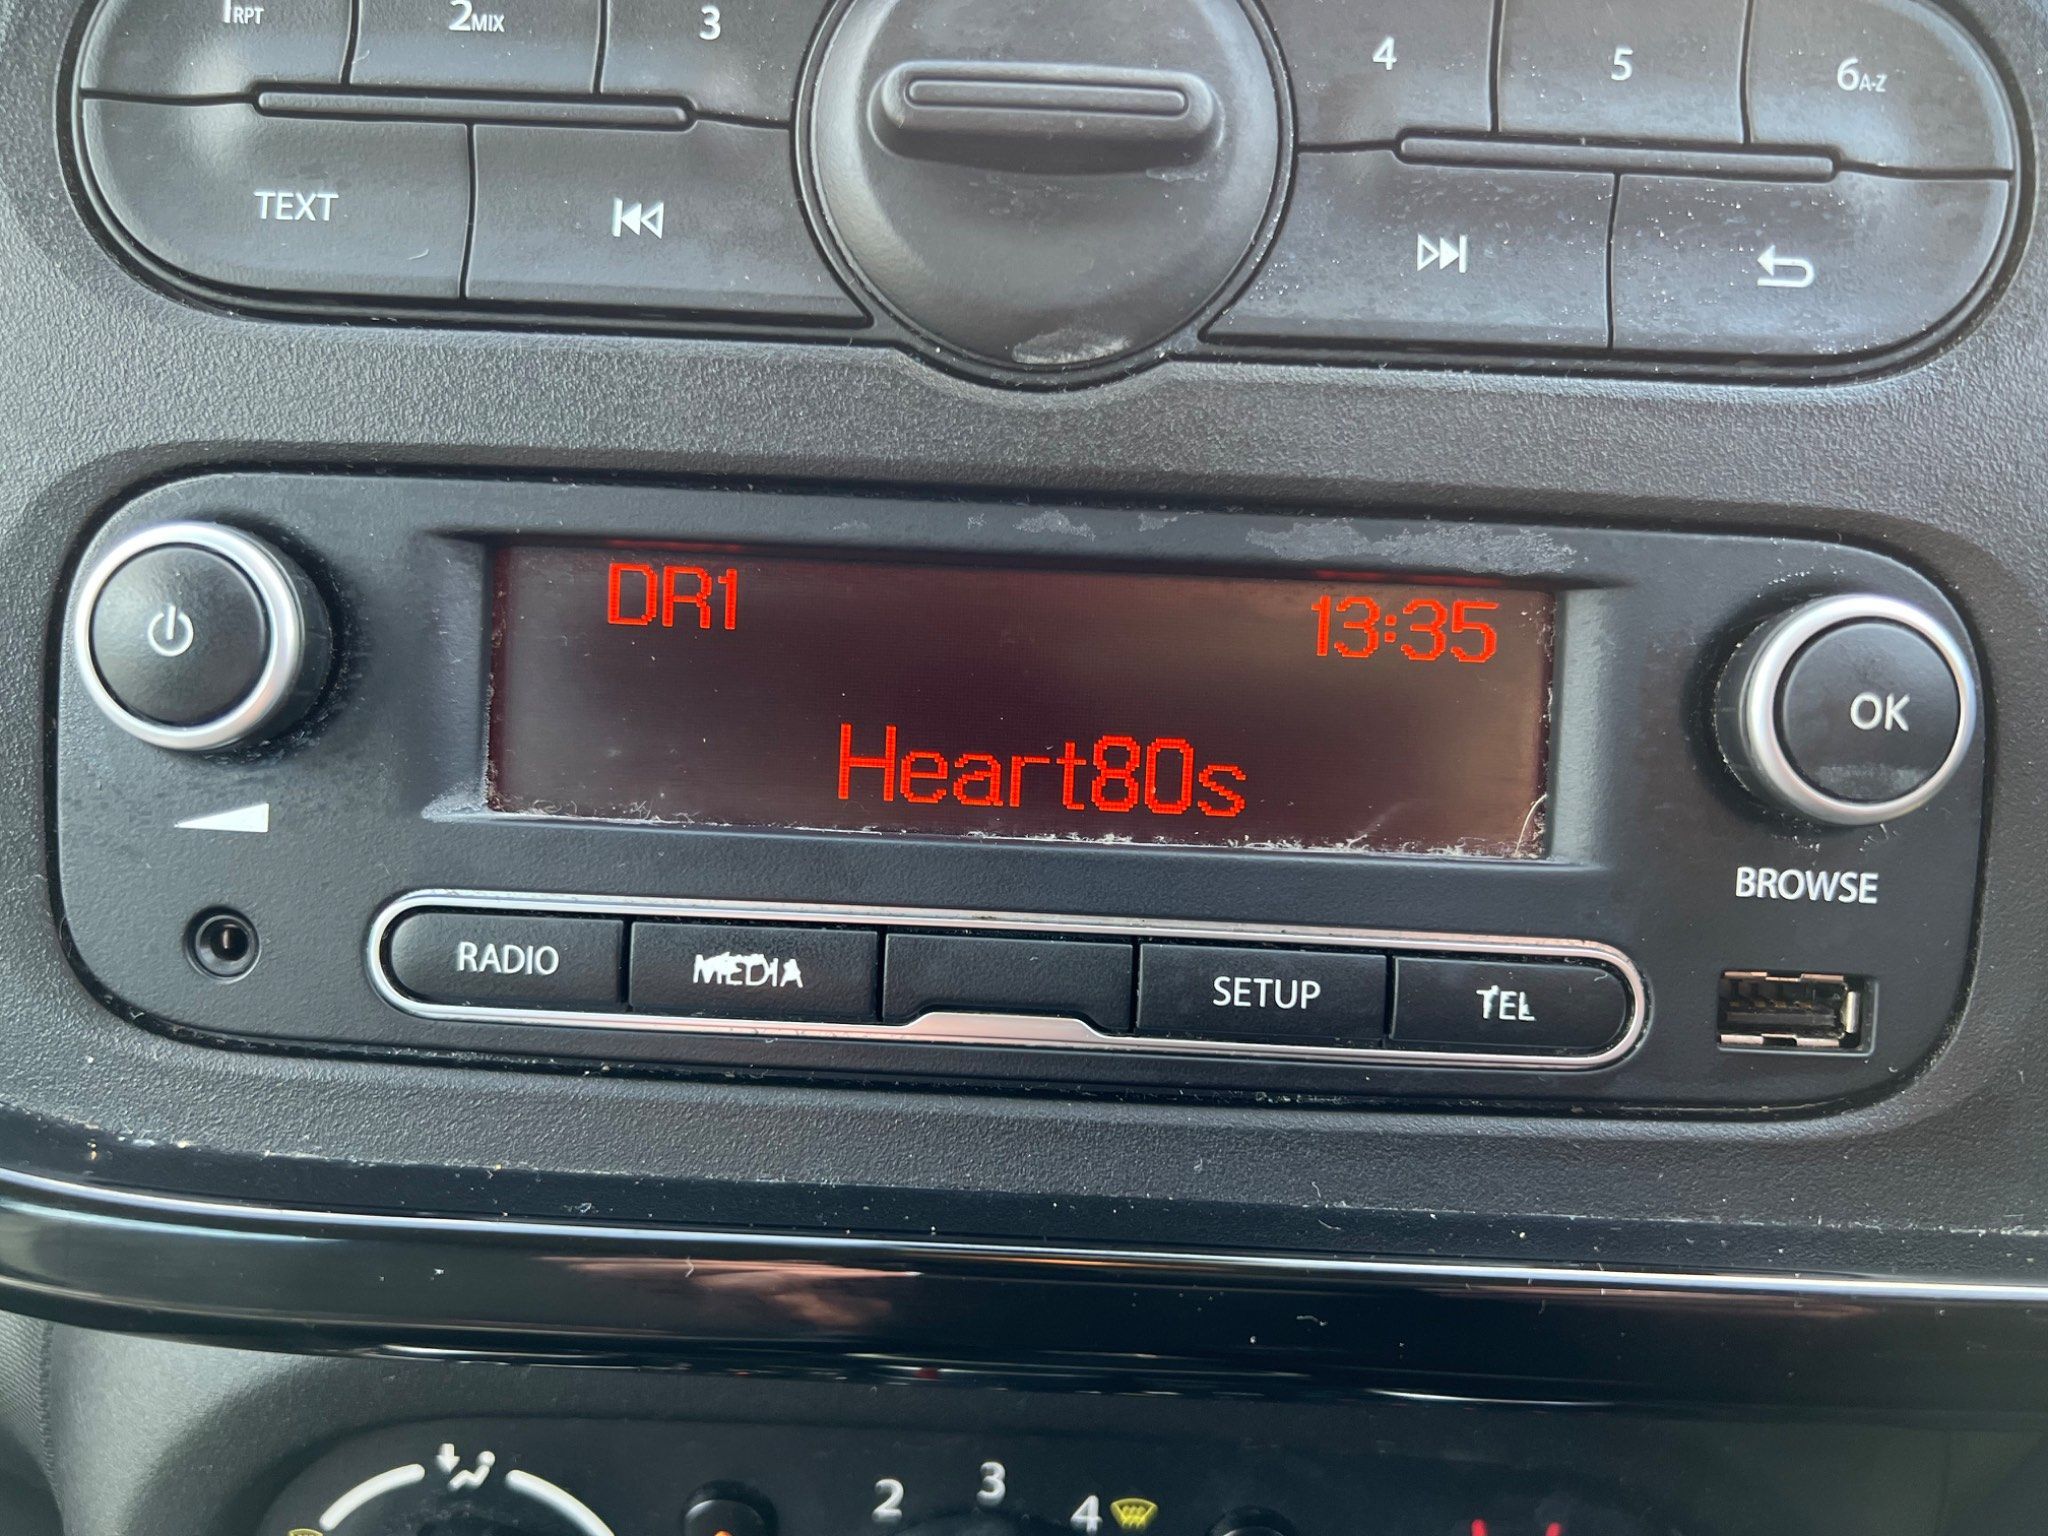 1RPT
2MIX
3
4
5
6A-Z
TEXT
DR1
13:35
Heart80s
OK
BROWSE
RADIO
MEDIA
SETUP
TEL
2
3
4